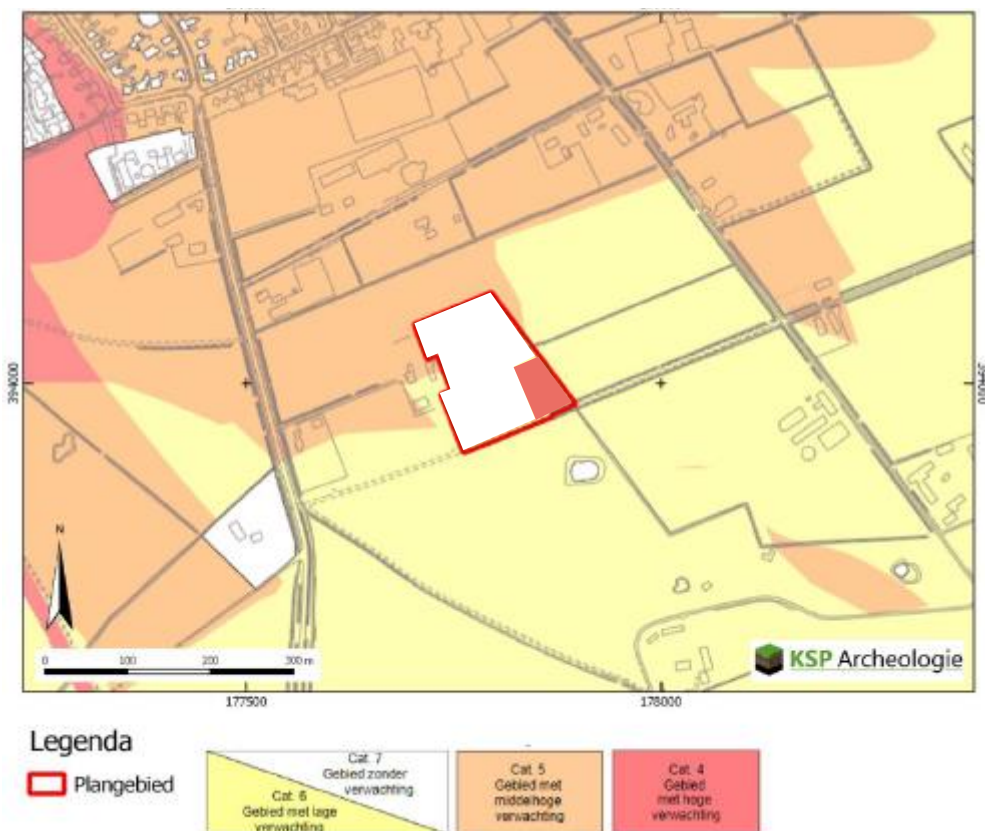 394000
394000
N
0 100 200 300 m
KSP Archeologie
177500
178000
Legenda
Plangebied
Cat. 7
Gebied zonder
verwachting
Cat. 6
Gebied met lage
verwachting
Cat. 5
Gebied met
middelhoge
verwachting
Cat. 4
Gebied
met hoge
verwachting